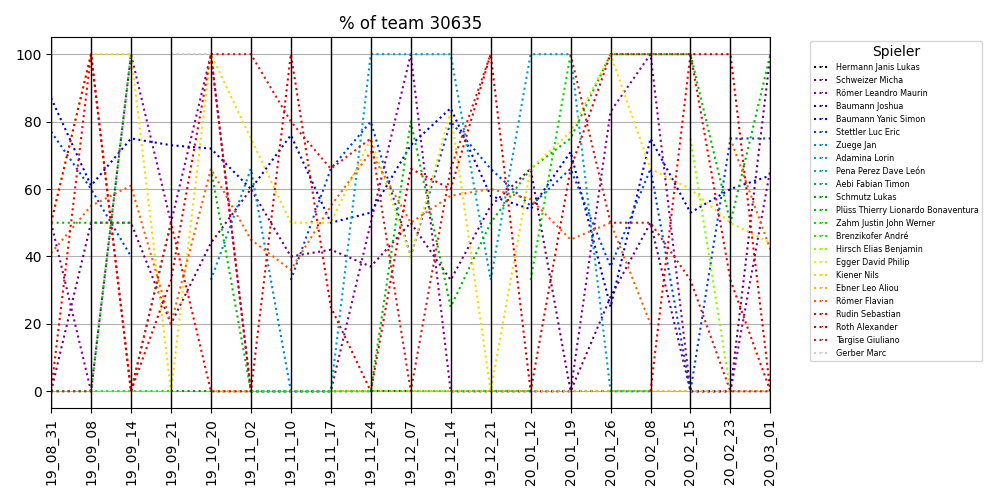 % of team 30635
100
80
60
40
20
0
19_08_31
19_09_08
19_09_14
19_09_21
19_10_20
19_11_02
19_11_10
19_11_17
19_11_24
19_12_07
19_12_14
19_12_21
20_01_12
20_01_19
20_01_26
20_02_08
20_02_15
20_02_23
20_03_01
Spieler
Hermann Janis Lukas
Schweizer Micha
Römer Leandro Maurin
Baumann Joshua
Baumann Yanic Simon
Stettler Luc Eric
Zuege Jan
Adamina Lorin
Pena Perez Dave León
Aebi Fabian Timon
Schmutz Lukas
Plüss Thierry Lionardo Bonaventura
Zahm Justin John Werner
Brenzikofer André
Hirsch Elias Benjamin
Egger David Philip
Kiener Nils
Ebner Leo Aliou
Römer Flavian
Rudin Sebastian
Roth Alexander
Targise Giuliano
Gerber Marc